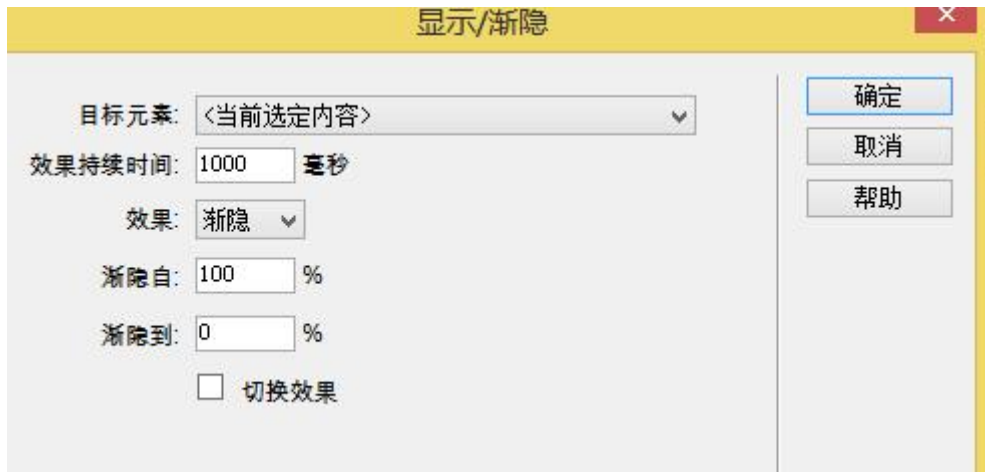 显示/渐隐
目标元素: <当前选定内容>
效果持续时间: 1000 毫秒
效果: 渐隐
渐隐自: 100 %
渐隐到: 0 %
切换效果
确定
取消
帮助